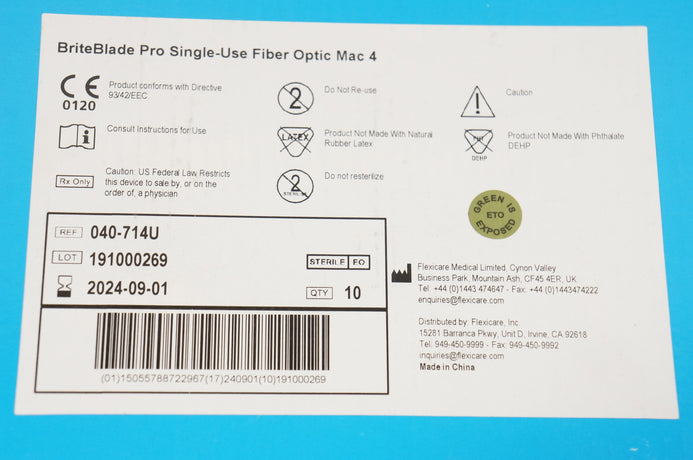 BriteBlade Pro Single-Use Fiber Optic Mac 4
CE
0120
Product conforms with Directive
93/42/EEC.
2
Do Not Re-use
Caution
Consult Instructions for Use
LATEX
Product Not Made With Natural
Rubber Latex
PHT
DEHP
Product Not Made With Phthalate
DEHP
Rx Only
Caution: US Federal Law Restricts
this device to sale by, or on the
order of, a physician
2
Do not resterilize
GREEN IS
ETO
EXPOSED
REF 040-714U
LOT 191000269
STERILE EO
2024-09-01
QTY 10
(01)15055788722967(17)240901(10)191000269
Flexicare Medical Limited, Cynon Valley
Business Park, Mountain Ash, CF45 4ER, UK
Tel: +44 (0)1443 474647 - Fax: +44 (0)1443474222
enquiries@flexicare.com
Distributed by: Flexicare, Inc.
15281 Barranca Pkwy, Unit D, Irvine, CA 92618
Tel: 949-450-9999 - Fax: 949-450-9992
inquiries@flexicare.com
Made in China